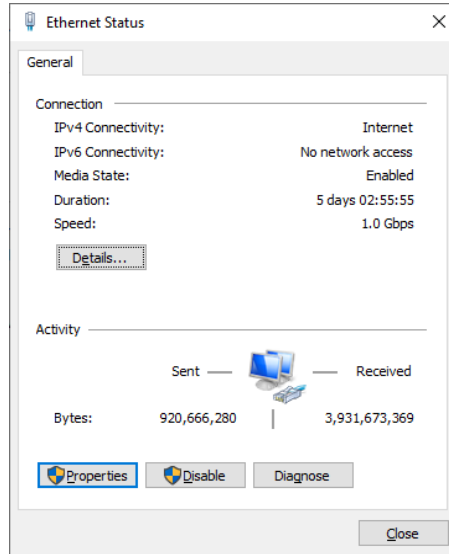 Ethernet Status
General
Connection
IPv4 Connectivity: Internet
IPv6 Connectivity: No network access
Media State: Enabled
Duration: 5 days 02:55:55
Speed: 1.0 Gbps
Details...
Activity
Sent Received
Bytes: 920,666,280 3,931,673,369
Properties Disable Diagnose
Close